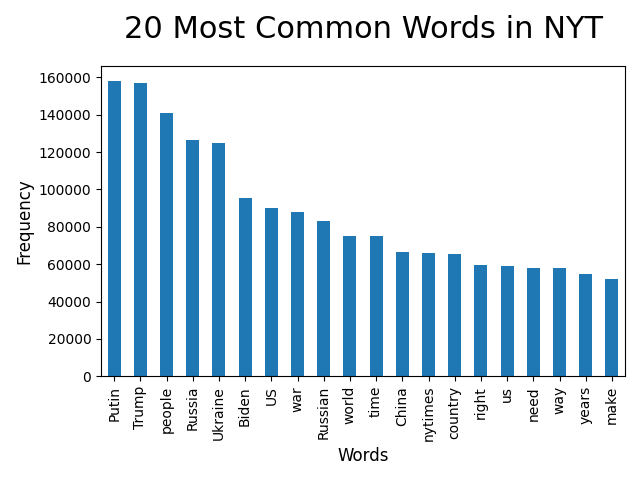 20 Most Common Words in NYT
Frequency
160000
140000
120000
100000
80000
60000
40000
20000
0
Putin
Trump
people
Russia
Ukraine
Biden
US
war
Russian
world
time
China
nytimes
country
right
us
need
way
years
make
Words